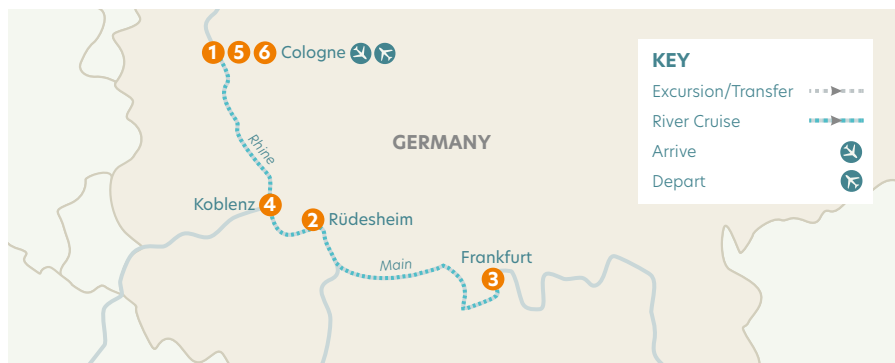 1 5 6 Cologne
KEY
Excursion/Transfer
River Cruise
Arrive
Depart
GERMANY
Rhine
Koblenz 4
2 Rüdesheim
Frankfurt
3
Main